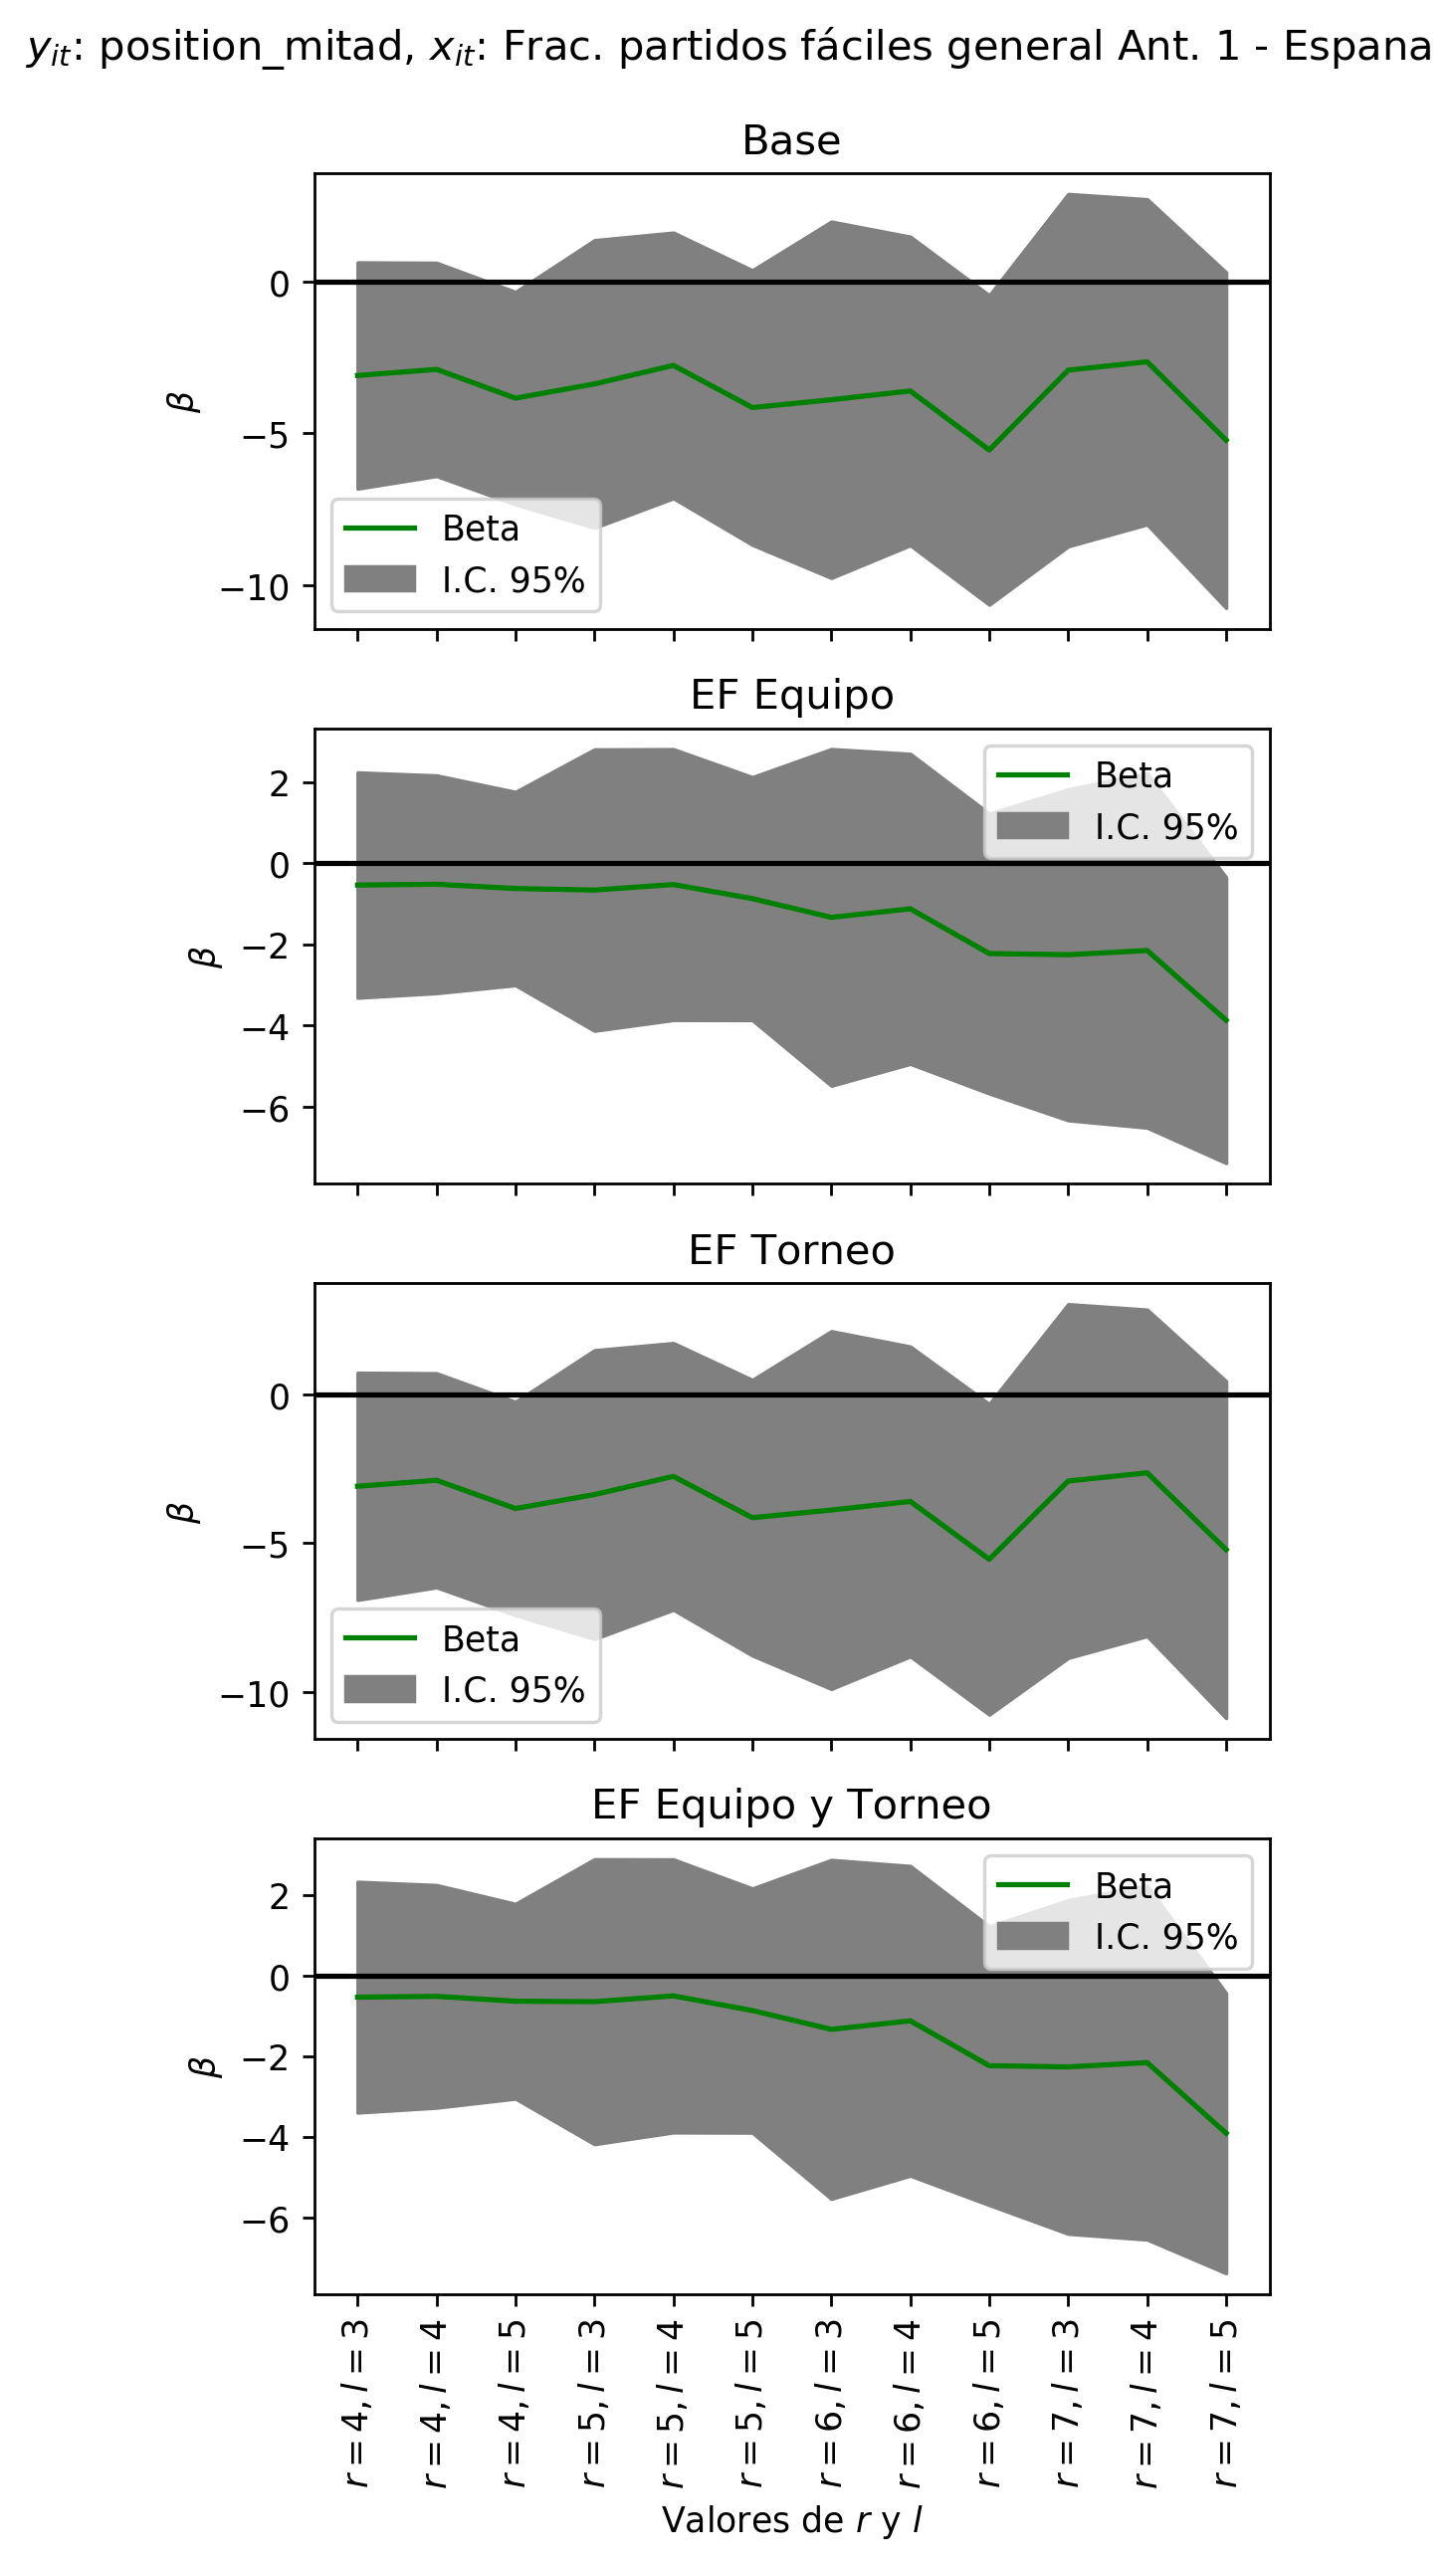 y_it: position_mitad, x_it: Frac. partidos fáciles general Ant. 1 - Espana
Base
0
−5
−10
β
Beta
I.C. 95%
EF Equipo
2
0
−2
−4
−6
β
Beta
I.C. 95%
EF Torneo
0
−5
−10
β
Beta
I.C. 95%
EF Equipo y Torneo
2
0
−2
−4
−6
β
Beta
I.C. 95%
r = 4, l = 3
r = 4, l = 4
r = 4, l = 5
r = 5, l = 3
r = 5, l = 4
r = 5, l = 5
r = 6, l = 3
r = 6, l = 4
r = 6, l = 5
r = 7, l = 3
r = 7, l = 4
r = 7, l = 5
Valores de r y l